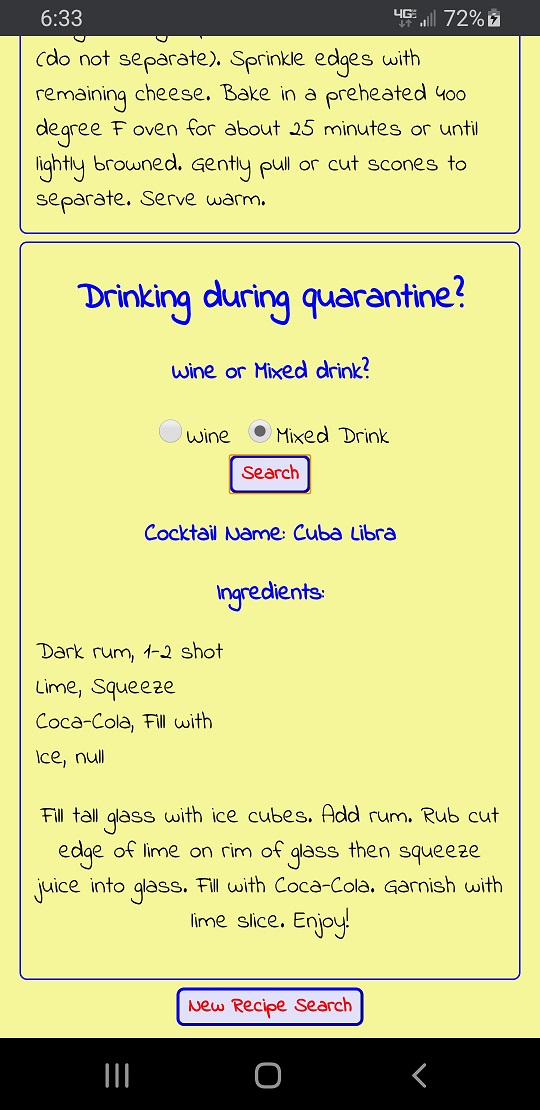 6:33
4GE 72%
(do not separate). Sprinkle edges with
remaining cheese. Bake in a preheated 400
degree F oven for about 25 minutes or until
lightly browned. Gently pull or cut scones to
separate. Serve warm.
Drinking during quarantine?
Wine or Mixed drink?
Wine Mixed Drink
Search
Cocktail Name: Cuba Libra
Ingredients:
Dark rum, 1-2 shot
Lime, Squeeze
Coca-Cola, Fill with
Ice, null
Fill tall glass with ice cubes. Add rum. Rub cut
edge of lime on rim of glass then squeeze
juice into glass. Fill with Coca-Cola. Garnish with
lime slice. Enjoy!
New Recipe Search